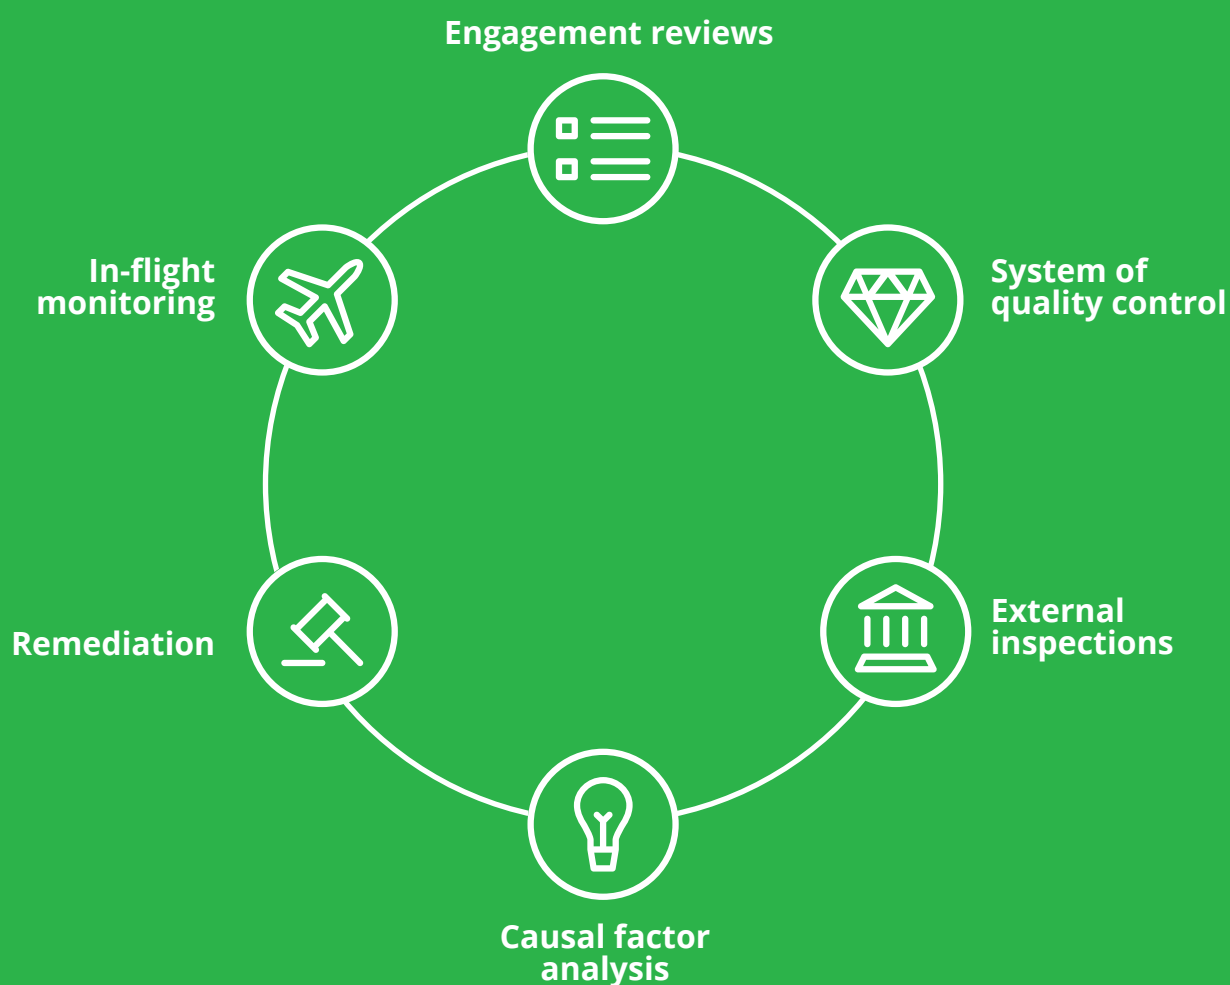 Engagement reviews
In-flight
monitoring
System of
quality control
Remediation
External
inspections
Causal factor
analysis